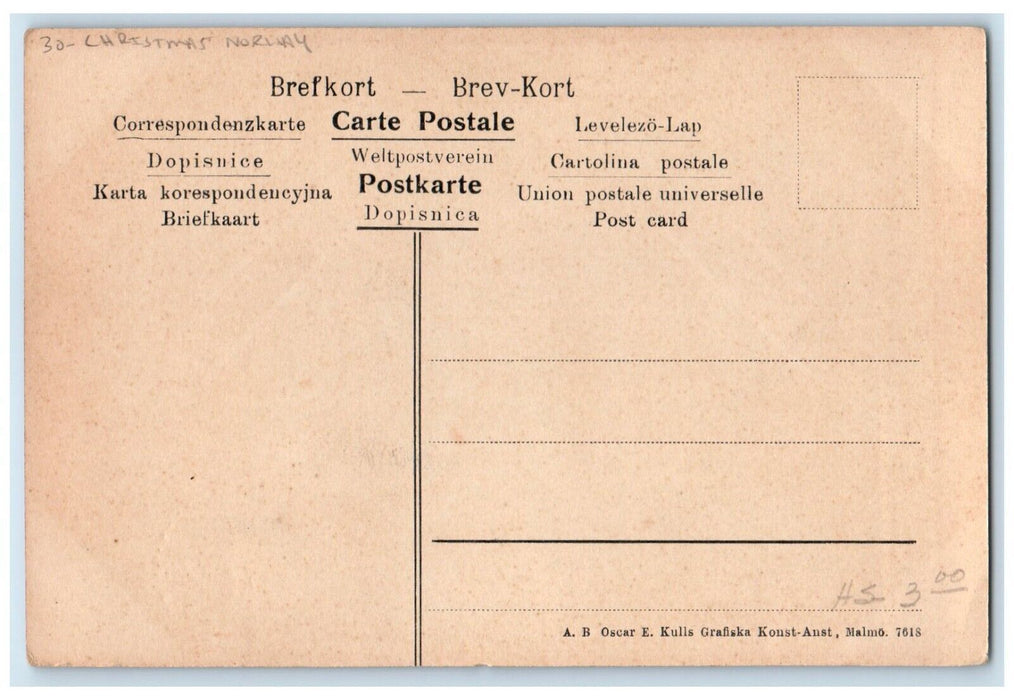 30- CHRISTMAS NORWAY
Brefkort — Brev-Kort
Correspondenzkarte Carte Postale Levelezö-Lap
Dopisnice Weltpostverein Cartolina postale
Karta korespondencyjna Postkarte Union postale universelle
Briefkaart Dopisnica Post card
HS 3 00
A. B Oscar E. Kulls Grafiska Konst-Anst, Malmö. 7618